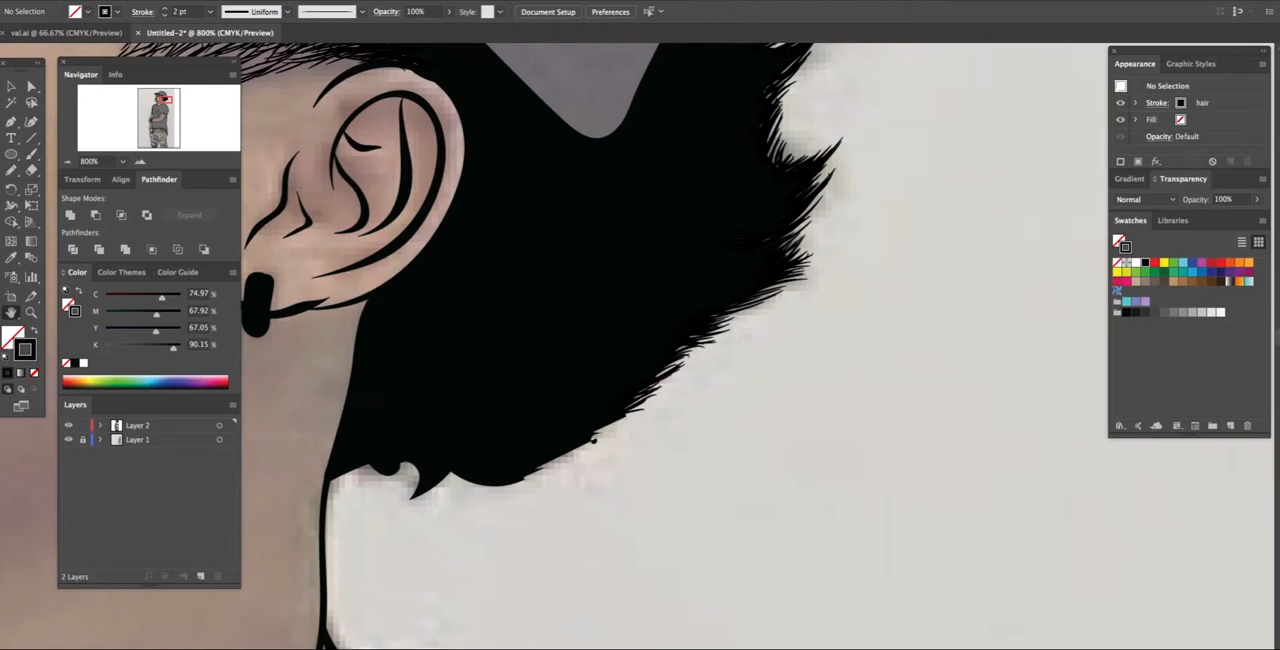 No Selection Stroke: 2 pt Uniform Opacity: 100% Style: Document Setup Preferences
val.ai @ 66.67% (CMYK/Preview) Untitled-2* @ 800% (CMYK/Preview)
Navigator Info
800%
Transform Align Pathfinder
Shape Modes:
Expand
Pathfinders:
Color Color Themes Color Guide
C 74.97 %
M 67.92 %
Y 67.05 %
K 90.15 %
Layers
Layer 2
Layer 1
2 Layers
Appearance Graphic Styles
No Selection
Stroke: hair
Fill:
Opacity: Default
fx
Gradient Transparency
Normal Opacity: 100%
Swatches Libraries